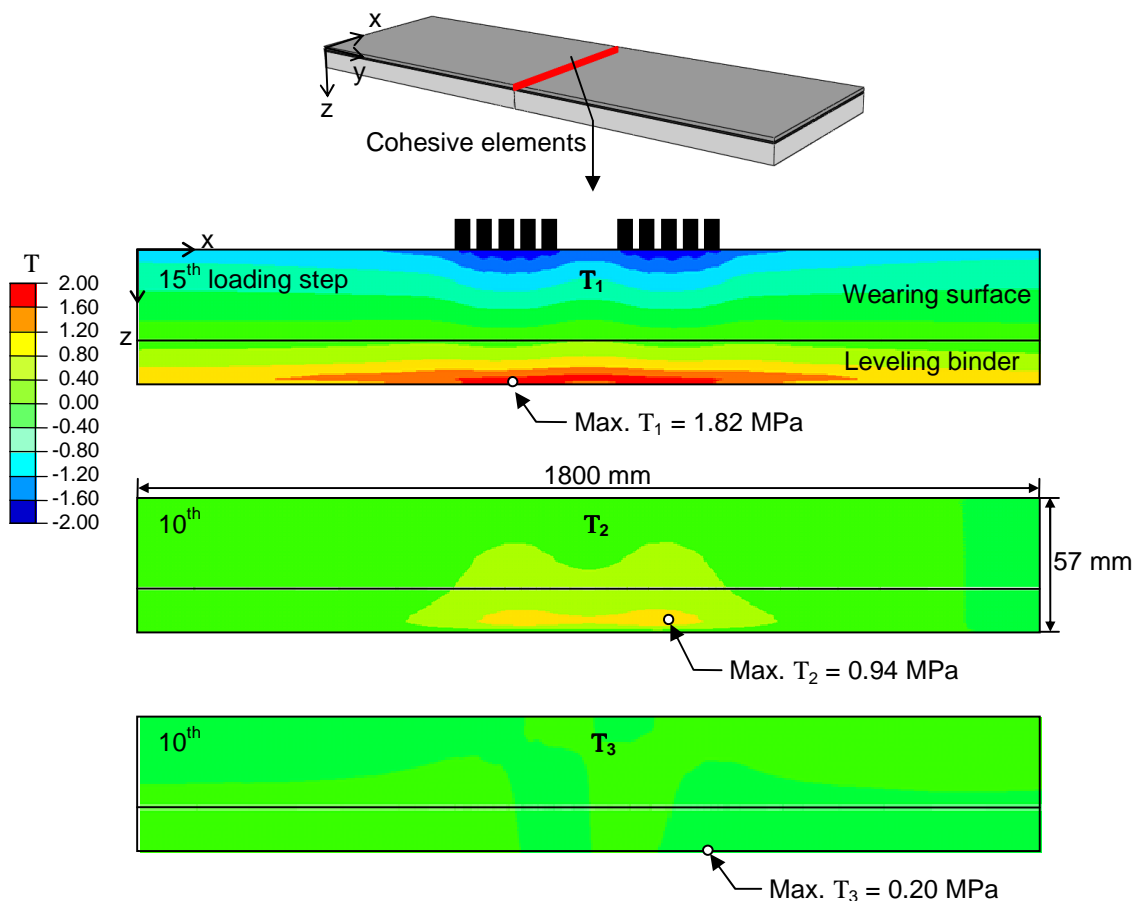 x
y
z
Cohesive elements
x
T
15th loading step
T1
Wearing surface
z
Leveling binder
2.00
1.60
1.20
0.80
0.40
0.00
-0.40
-0.80
-1.20
-1.60
-2.00
Max. T1 = 1.82 MPa
1800 mm
10th
T2
57 mm
Max. T2 = 0.94 MPa
10th
T3
Max. T3 = 0.20 MPa